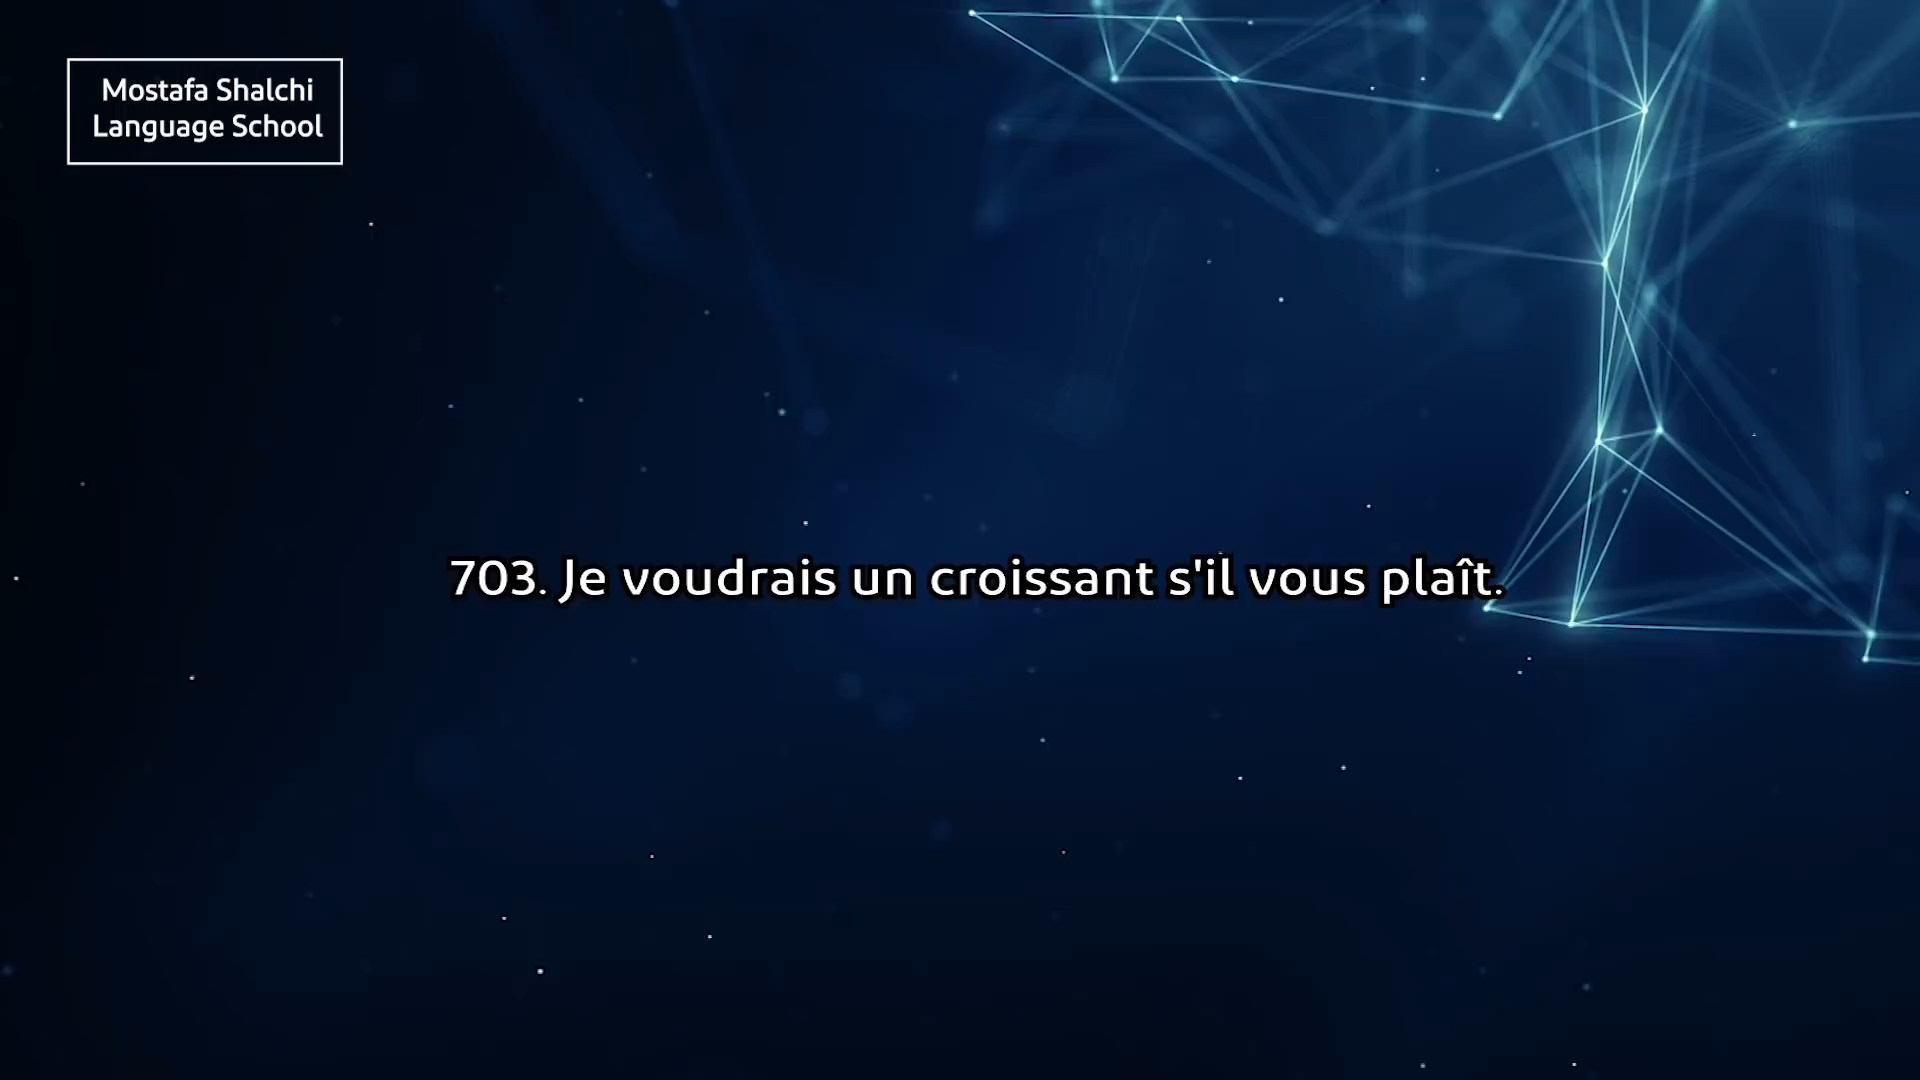 Mostafa Shalchi
Language School
703. Je voudrais un croissant s'il vous plaît.